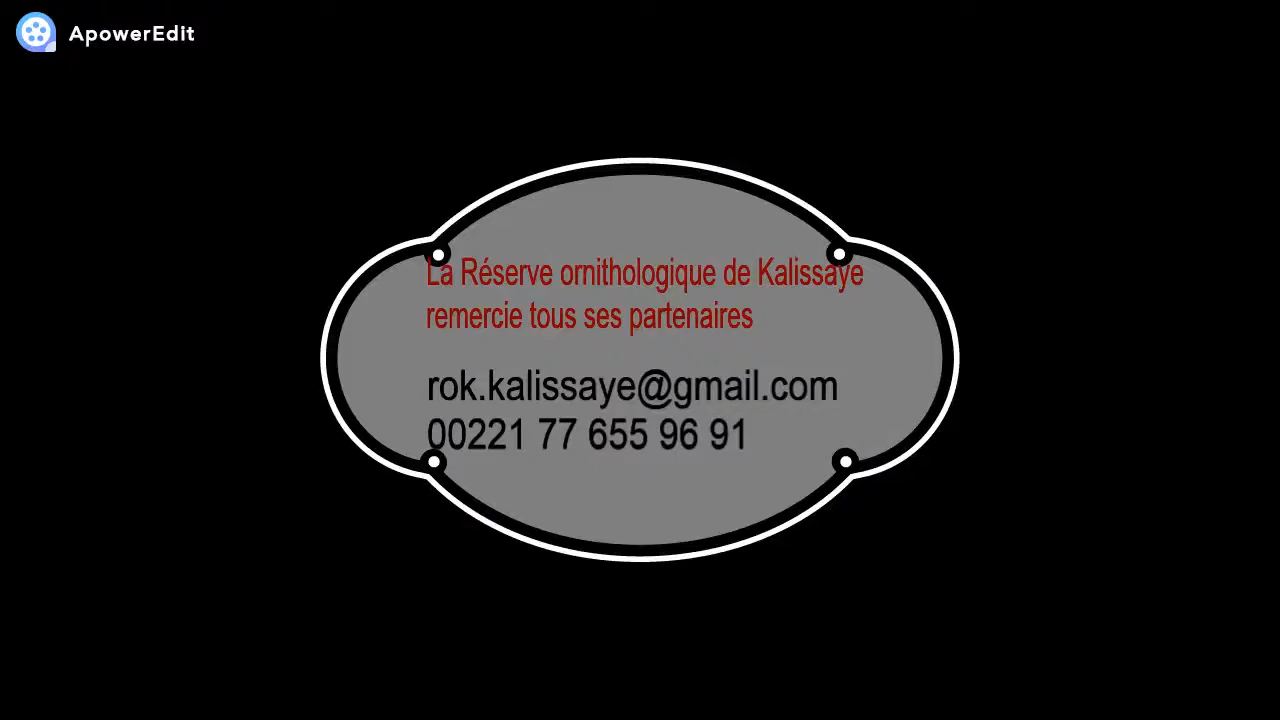 ApowerEdit
La Réserve ornithologique de Kalissaye
remercie tous ses partenaires
rok.kalissaye@gmail.com
00221 77 655 96 91